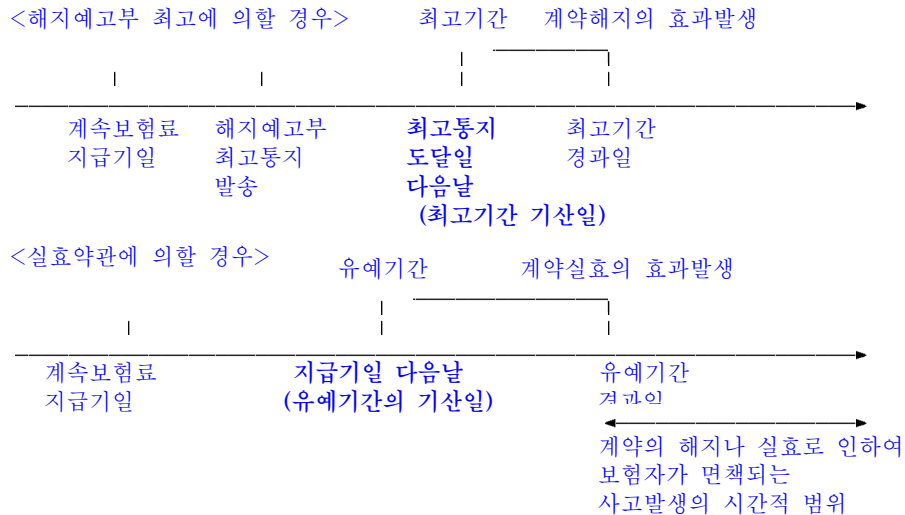 <해지예고부 최고에 의할 경우> 최고기간 계약해지의 효과발생
계속보험료 해지예고부 최고통지 최고기간
지급기일 최고통지 도달일 경과일
발송 다음날
(최고기간 기산일)
<실효약관에 의할 경우> 유예기간 계약실효의 효과발생
계속보험료 지급기일 다음날 유예기간
지급기일 (유예기간의 기산일) 경과일
계약의 해지나 실효로 인하여
보험자가 면책되는
사고발생의 시간적 범위